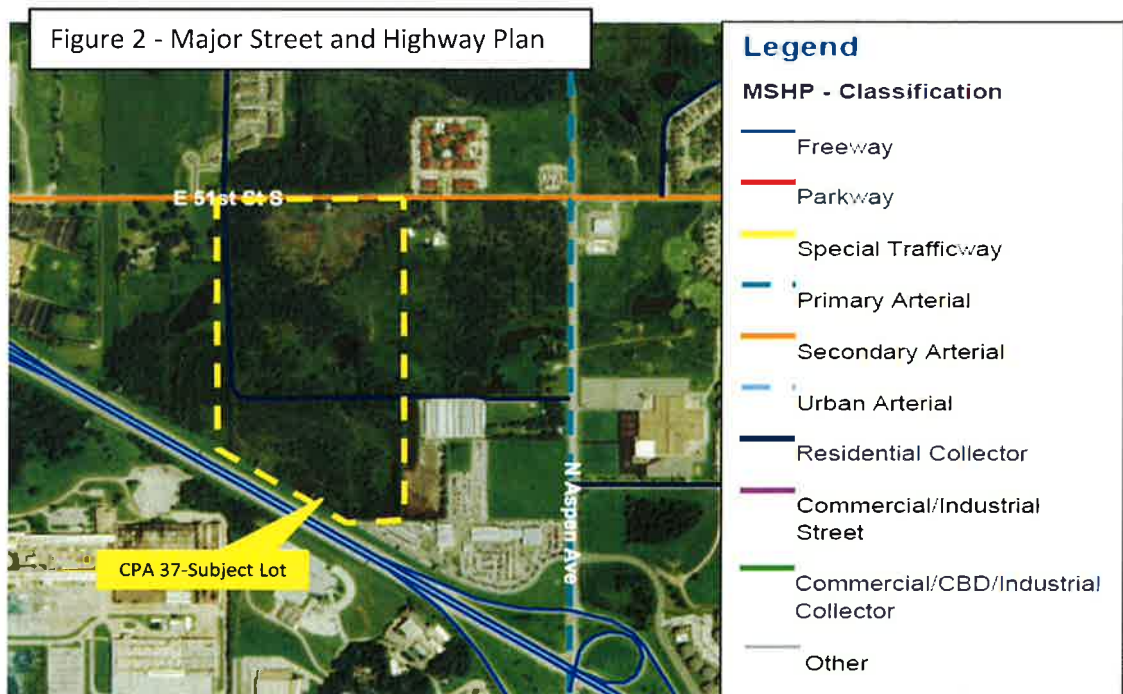 Figure 2 - Major Street and Highway Plan
E 51st St S
N Aspen Ave
CPA 37-Subject Lot
Legend
MSHP - Classification
Freeway
Parkway
Special Trafficway
Primary Arterial
Secondary Arterial
Urban Arterial
Residential Collector
Commercial/Industrial
Street
Commercial/CBD/Industrial
Collector
Other